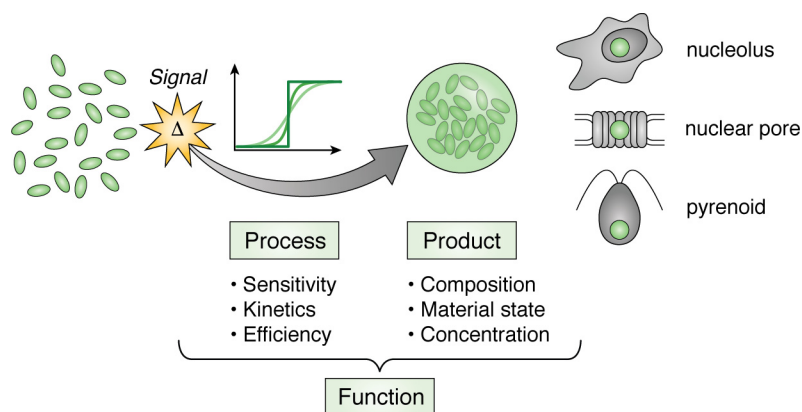 Signal
Δ
nucleolus
nuclear pore
pyrenoid
Process
• Sensitivity
• Kinetics
• Efficiency
Product
• Composition
• Material state
• Concentration
Function